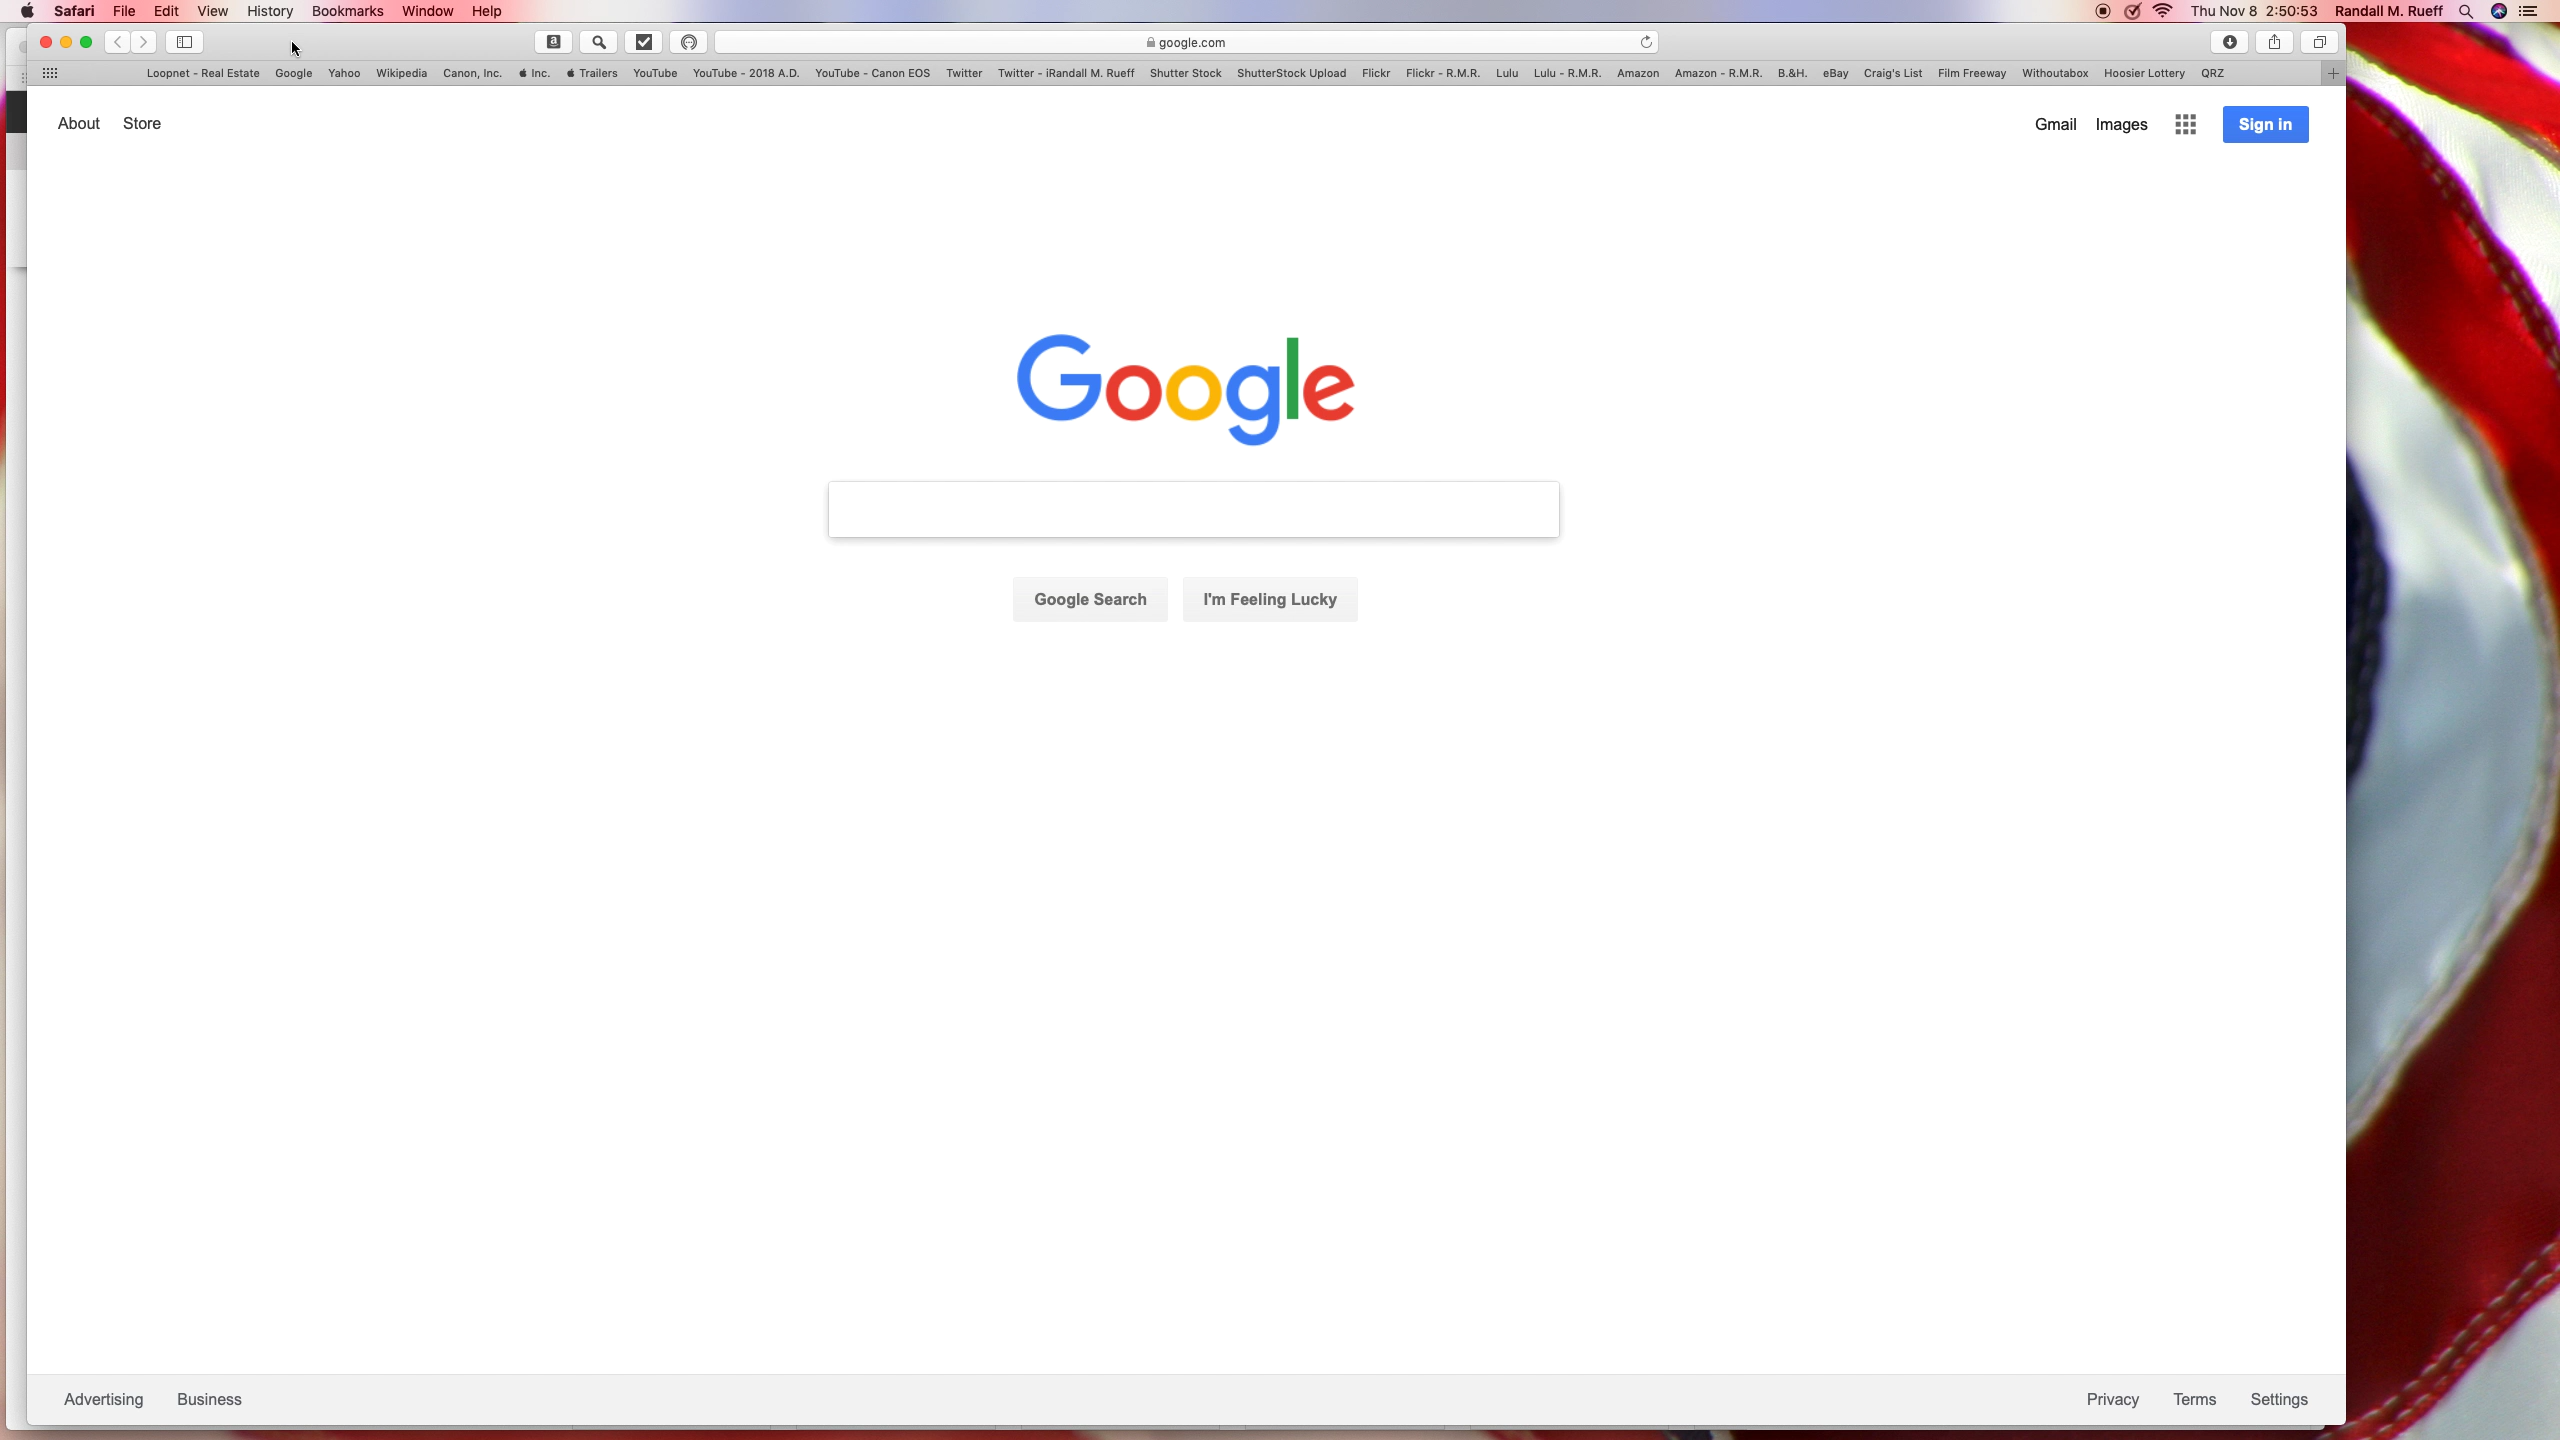 Safari File Edit View History Bookmarks Window Help Thu Nov 8 2:50:53 Randall M. Rueff
google.com
Loopnet - Real Estate Google Yahoo Wikipedia Canon, Inc. Inc. Trailers YouTube YouTube - 2018 A.D. YouTube - Canon EOS Twitter Twitter - iRandall M. Rueff Shutter Stock ShutterStock Upload Flickr Flickr - R.M.R. Lulu Lulu - R.M.R. Amazon Amazon - R.M.R. B.&H. eBay Craig's List Film Freeway Withoutabox Hoosier Lottery QRZ
About Store Gmail Images Sign in
Google
Google Search I'm Feeling Lucky
Advertising Business Privacy Terms Settings